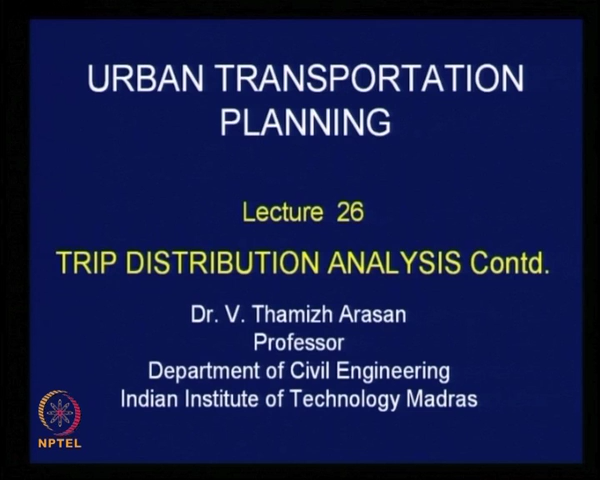 URBAN TRANSPORTATION
PLANNING
Lecture 26
TRIP DISTRIBUTION ANALYSIS Contd.
Dr. V. Thamizh Arasan
Professor
Department of Civil Engineering
Indian Institute of Technology Madras
NPTEL